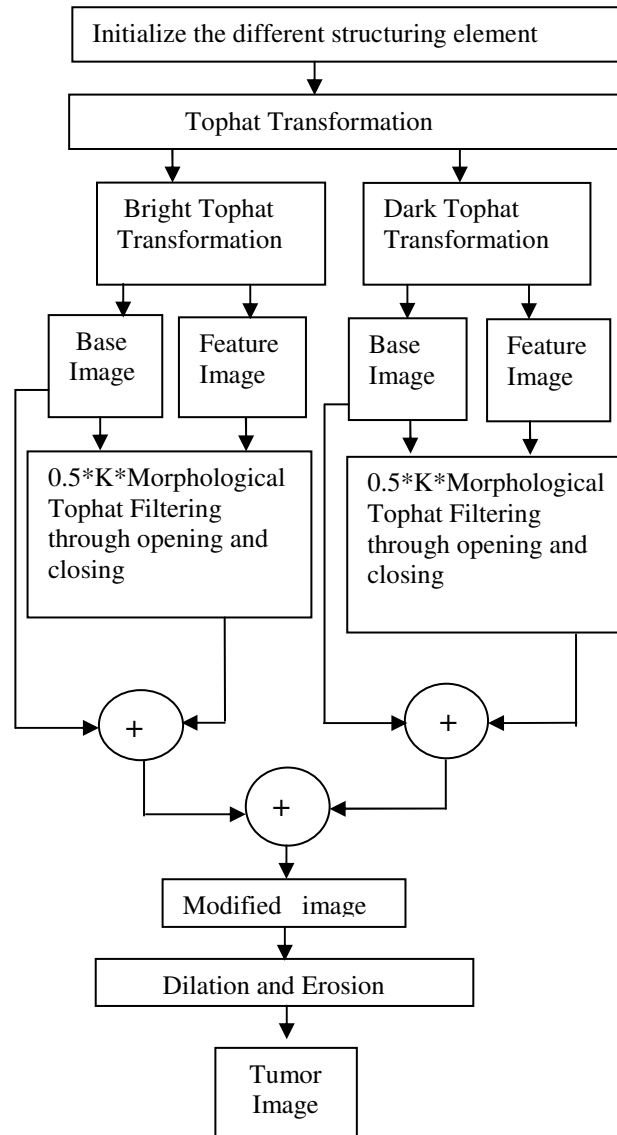 Initialize the different structuring element
Tophat Transformation
Bright Tophat
Transformation
Dark Tophat
Transformation
Base
Image
Feature
Image
Base
Image
Feature
Image
0.5*K*Morphological
Tophat Filtering
through opening and
closing
0.5*K*Morphological
Tophat Filtering
through opening and
closing
+
+
+
Modified image
Dilation and Erosion
Tumor
Image